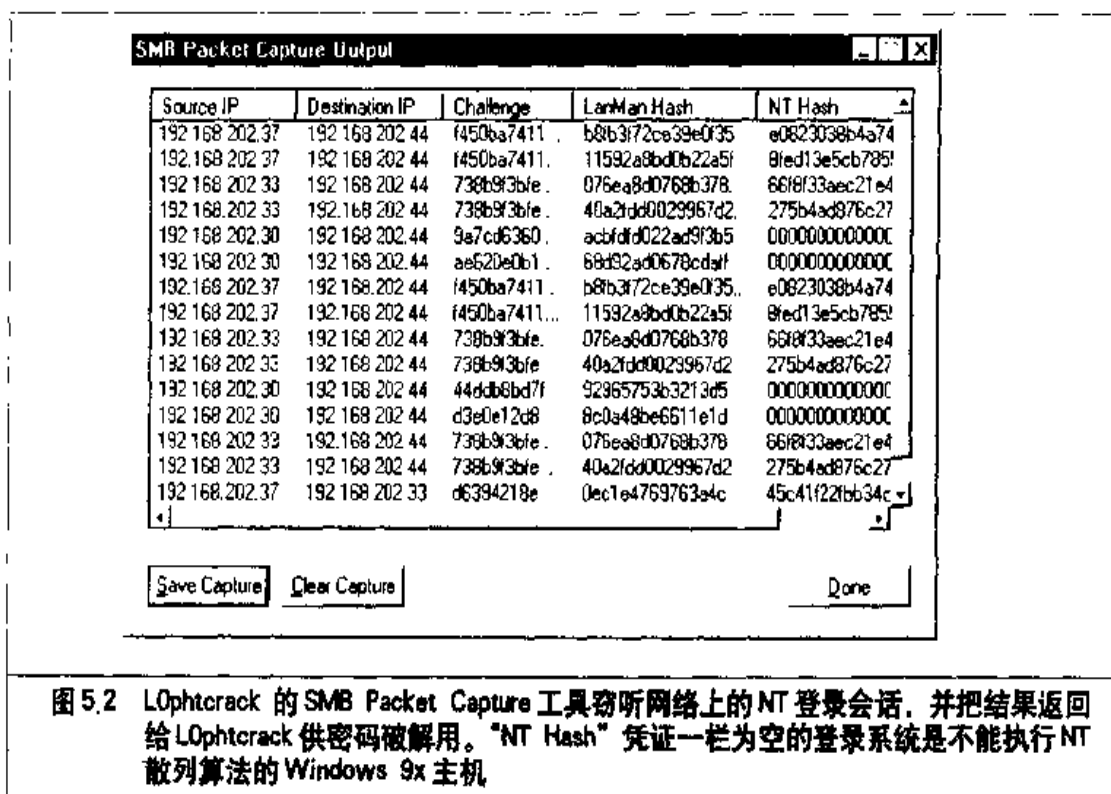 SMB Packet Capture Output
Source IP Destination IP Challenge LanMan Hash NT Hash
192.168.202.37 192.168.202.44 f450ba7411 . b8fb3f72ce39e0f35 e0823038b4a74
192.168.202.37 192.168.202.44 f450ba7411. 11592a8bd0b22a5f 8fed13e5cb785
192.168.202.33 192.168.202.44 738b9f3bfe . 076ea8d0768b378. 66f8f33aec21e4
192.168.202.33 192.168.202.44 738b9f3bfe . 40a2fdd0029967d2. 275b4ad876c27
192.168.202.30 192.168.202.44 9a7cd6360 . acbfdfd022ad9f3b5 0000000000000
192.168.202.30 192.168.202.44 ae620e0b1 . 68d92ad0678cdaff 0000000000000
192.168.202.37 192.168.202.44 f450ba7411 . b8fb3f72ce39e0f35.. e0823038b4a74
192.168.202.37 192.168.202.44 f450ba7411... 11592a8bd0b22a5f 8fed13e5cb785
192.168.202.33 192.168.202.44 738b9f3bfe. 076ea8d0768b378 66f8f33aec21e4
192.168.202.33 192.168.202.44 738b9f3bfe 40a2fdd0029967d2 275b4ad876c27
192.168.202.30 192.168.202.44 44ddb8bd7f 92965753b3213d5 0000000000000
192.168.202.30 192.168.202.44 d3e0e12d8 8c0a48be6611e1d 0000000000000
192.168.202.33 192.168.202.44 738b9f3bfe . 076ea8d0768b378 66f8f33aec21e4
192.168.202.33 192.168.202.44 738b9f3bfe . 40a2fdd0029967d2 275b4ad876c27
192.168.202.37 192.168.202.33 d6394218e 0ec1e4769763a4c 45c41f22fbb34c
Save Capture Clear Capture Done
图 5.2 L0phtcrack 的 SMB Packet Capture 工具窃听网络上的 NT 登录会话，并把结果返回
给 L0phtcrack 供密码破解用。“NT Hash” 凭证一栏为空的登录系统是不能执行 NT
散列算法的 Windows 9x 主机